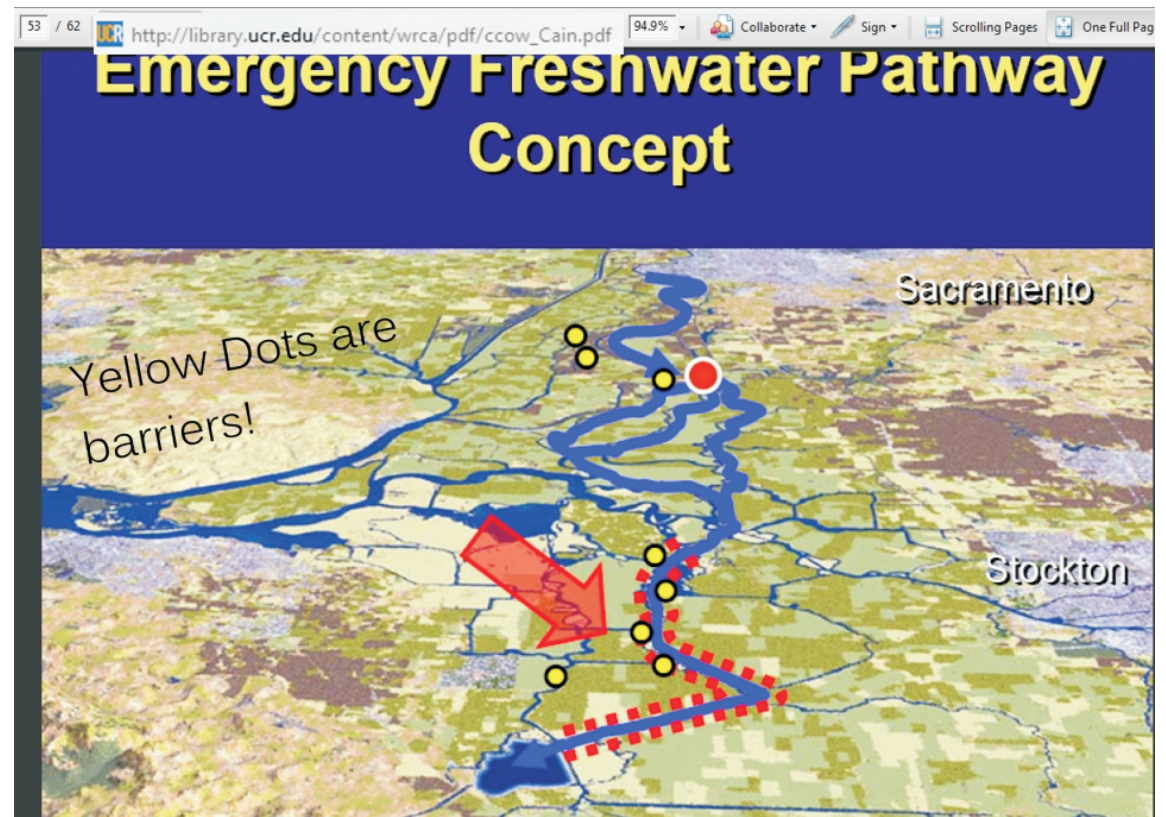 53 / 62 UCR http://library.ucr.edu/content/wrca/pdf/ccow_Cain.pdf 94.9% Collaborate Sign Scrolling Pages One Full Pag
Emergency Freshwater Pathway
Concept
Sacramento
Yellow Dots are
barriers!
Stockton